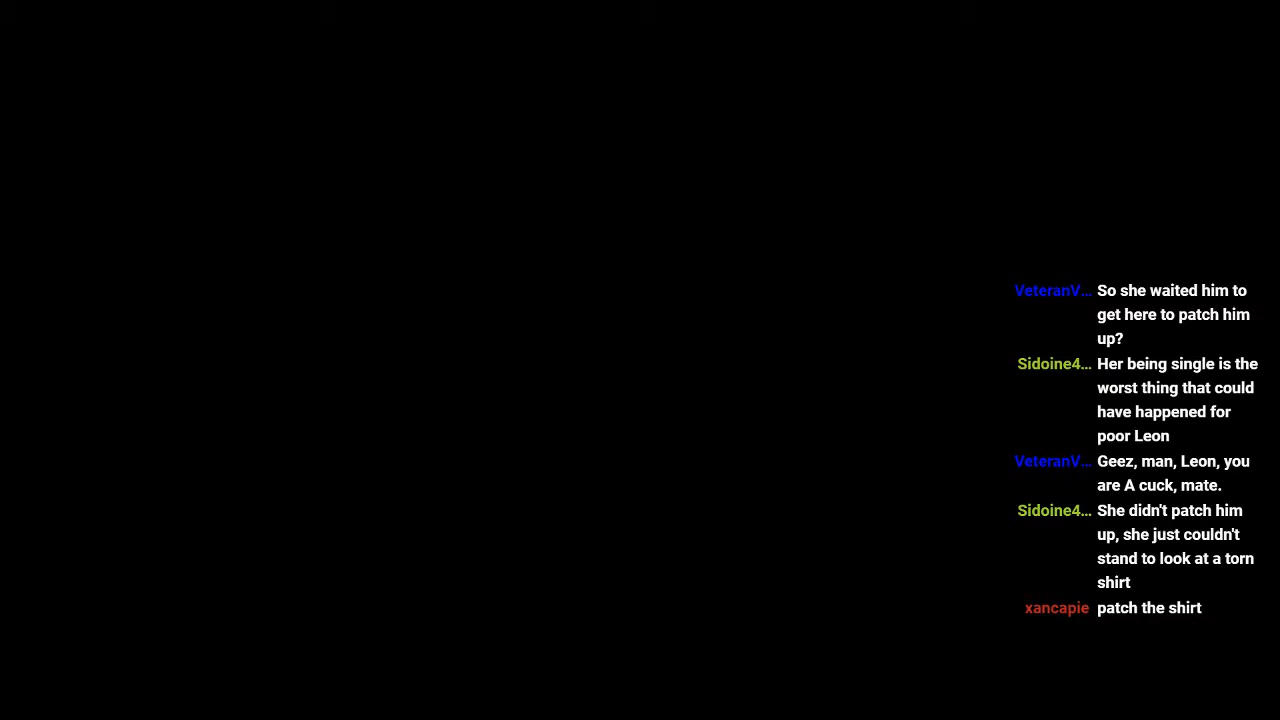 VeteranV... So she waited him to
get here to patch him
up?
Sidoine4... Her being single is the
worst thing that could
have happened for
poor Leon
VeteranV... Geez, man, Leon, you
are A cuck, mate.
Sidoine4... She didn't patch him
up, she just couldn't
stand to look at a torn
shirt
xancapie patch the shirt